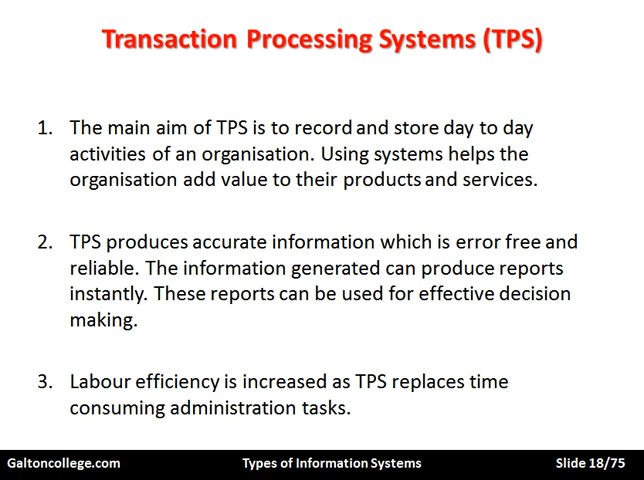 Transaction Processing Systems (TPS)
1. The main aim of TPS is to record and store day to day
activities of an organisation. Using systems helps the
organisation add value to their products and services.
2. TPS produces accurate information which is error free and
reliable. The information generated can produce reports
instantly. These reports can be used for effective decision
making.
3. Labour efficiency is increased as TPS replaces time
consuming administration tasks.
Galtoncollege.com Types of Information Systems Slide 18/75